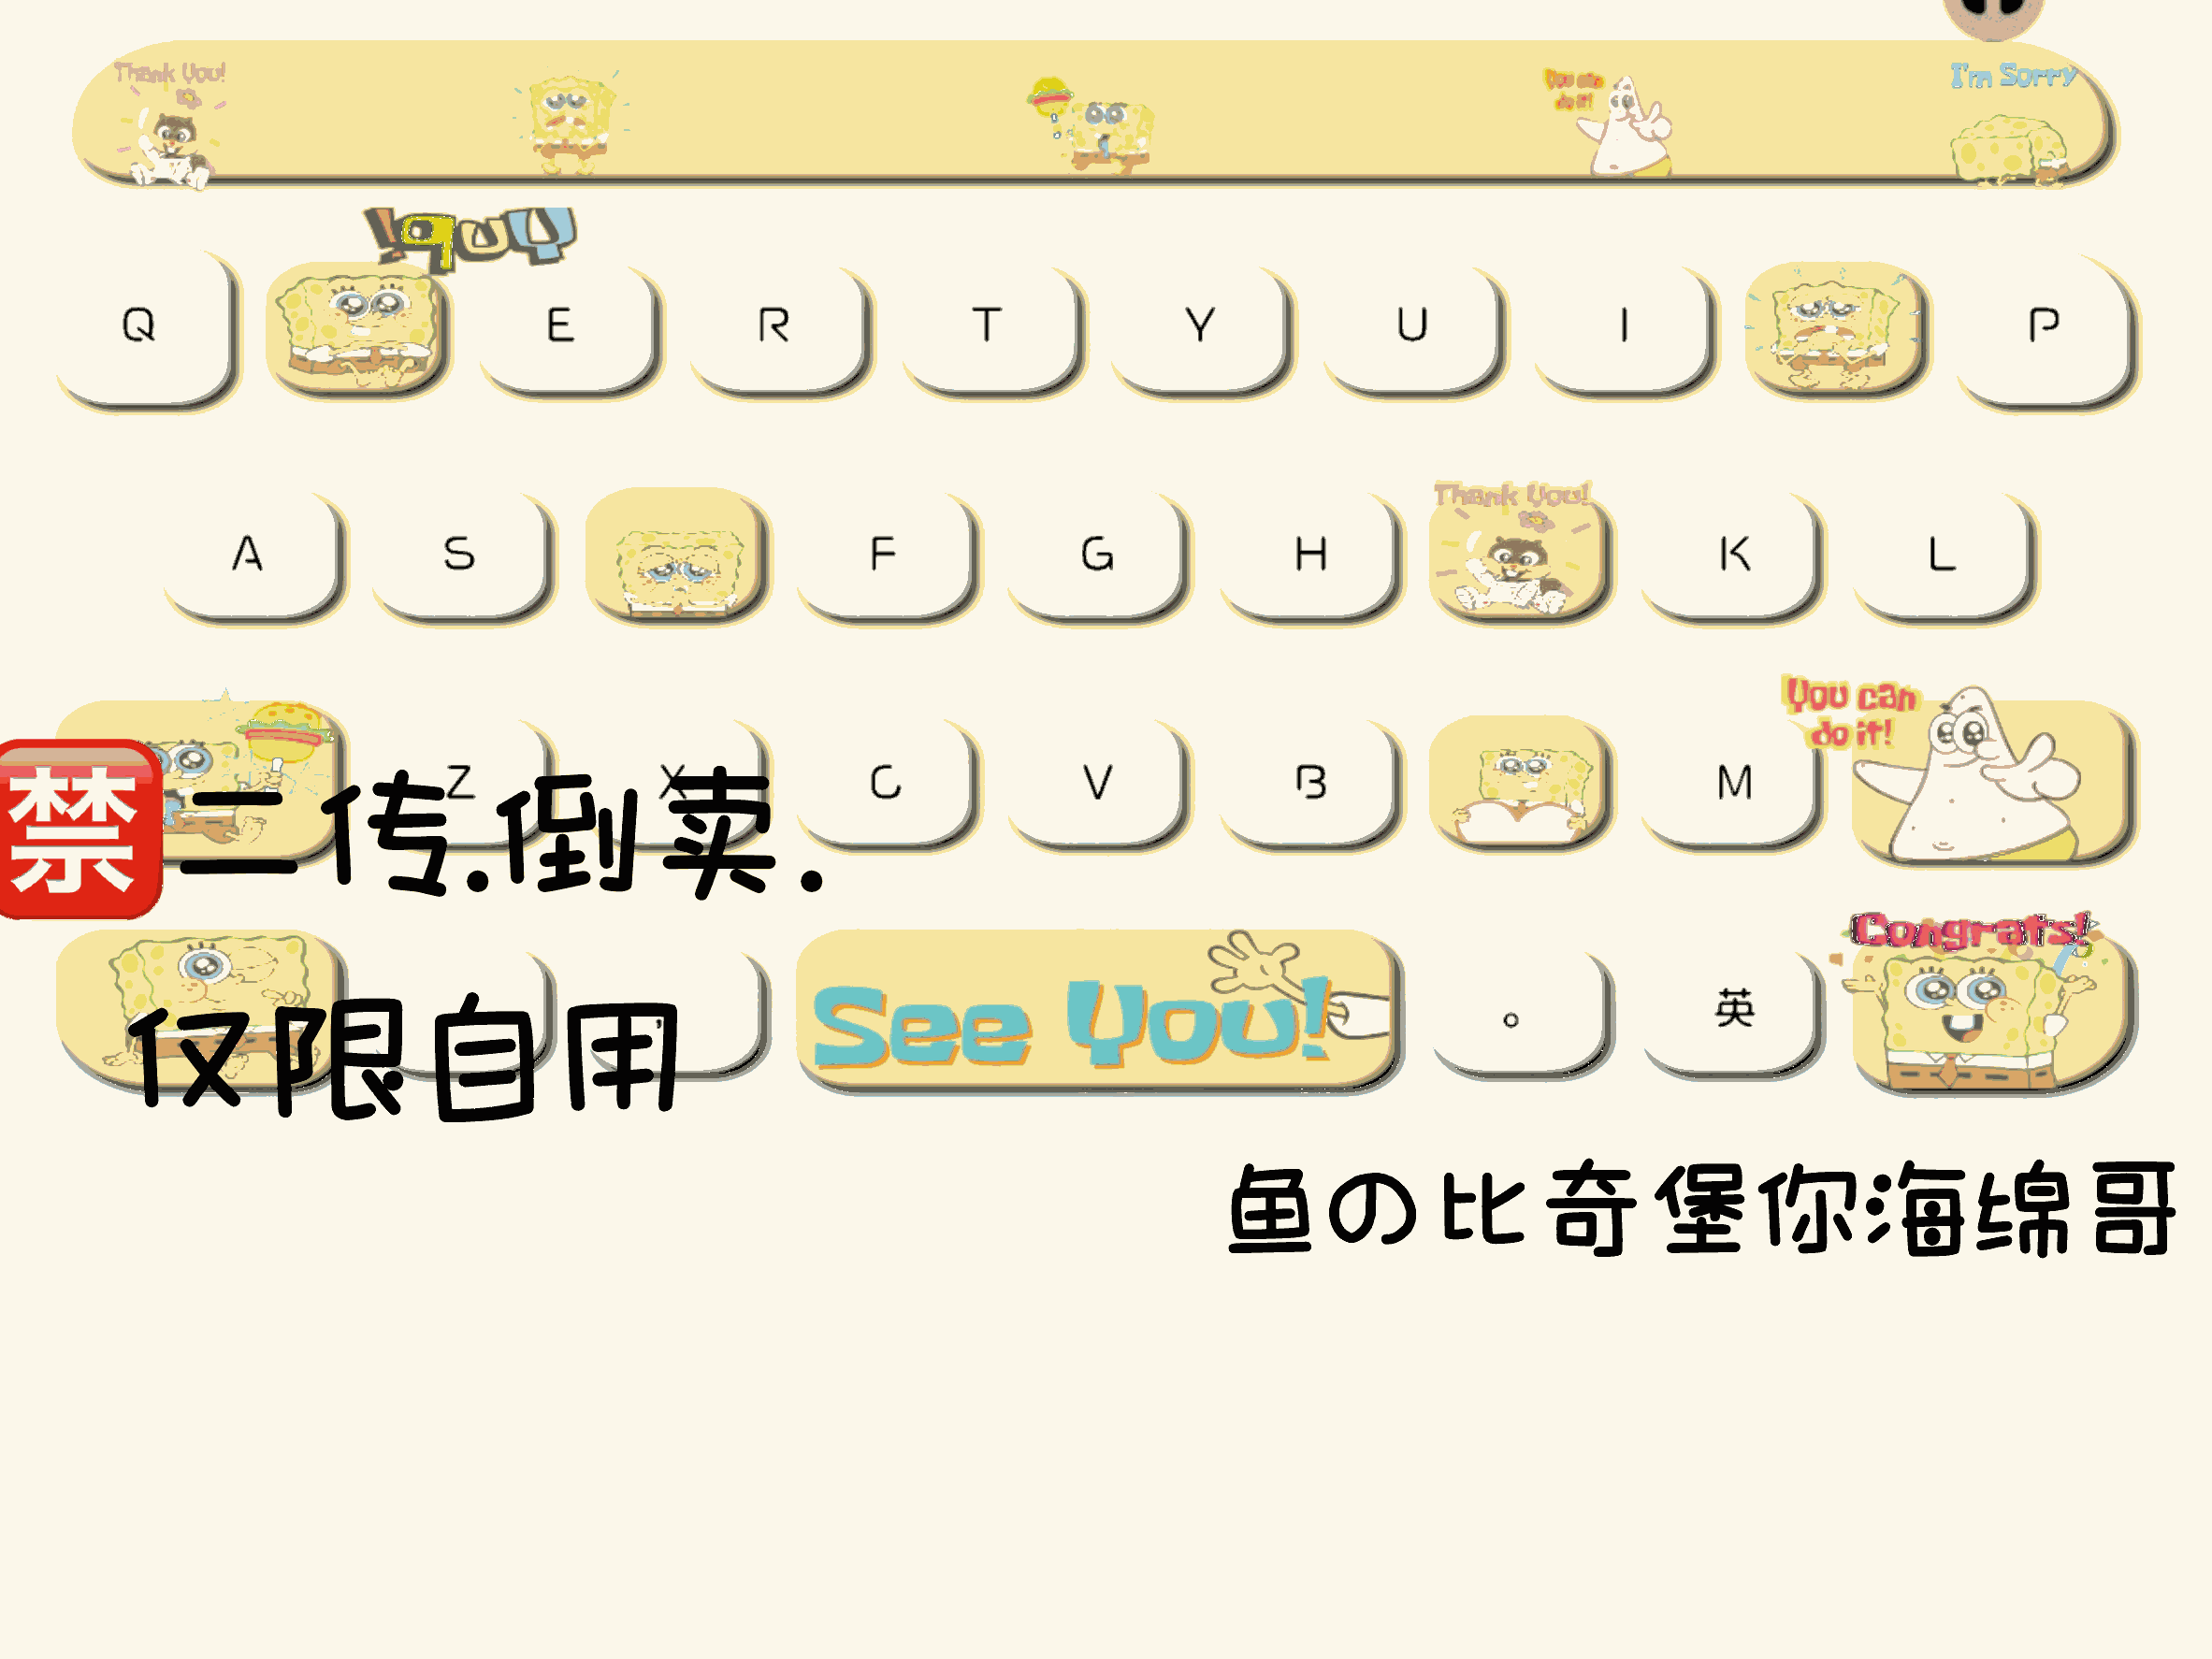 Thank You! You can do it! I'm Sorry
Yup!
Q E R T Y U I P
Thank You!
A S F G H K L
You can
do it!
Z X C V B M
禁二传.倒卖.
Congrats!
See You! 。 英
仅限自用 ,
鱼の比奇堡你海绵哥